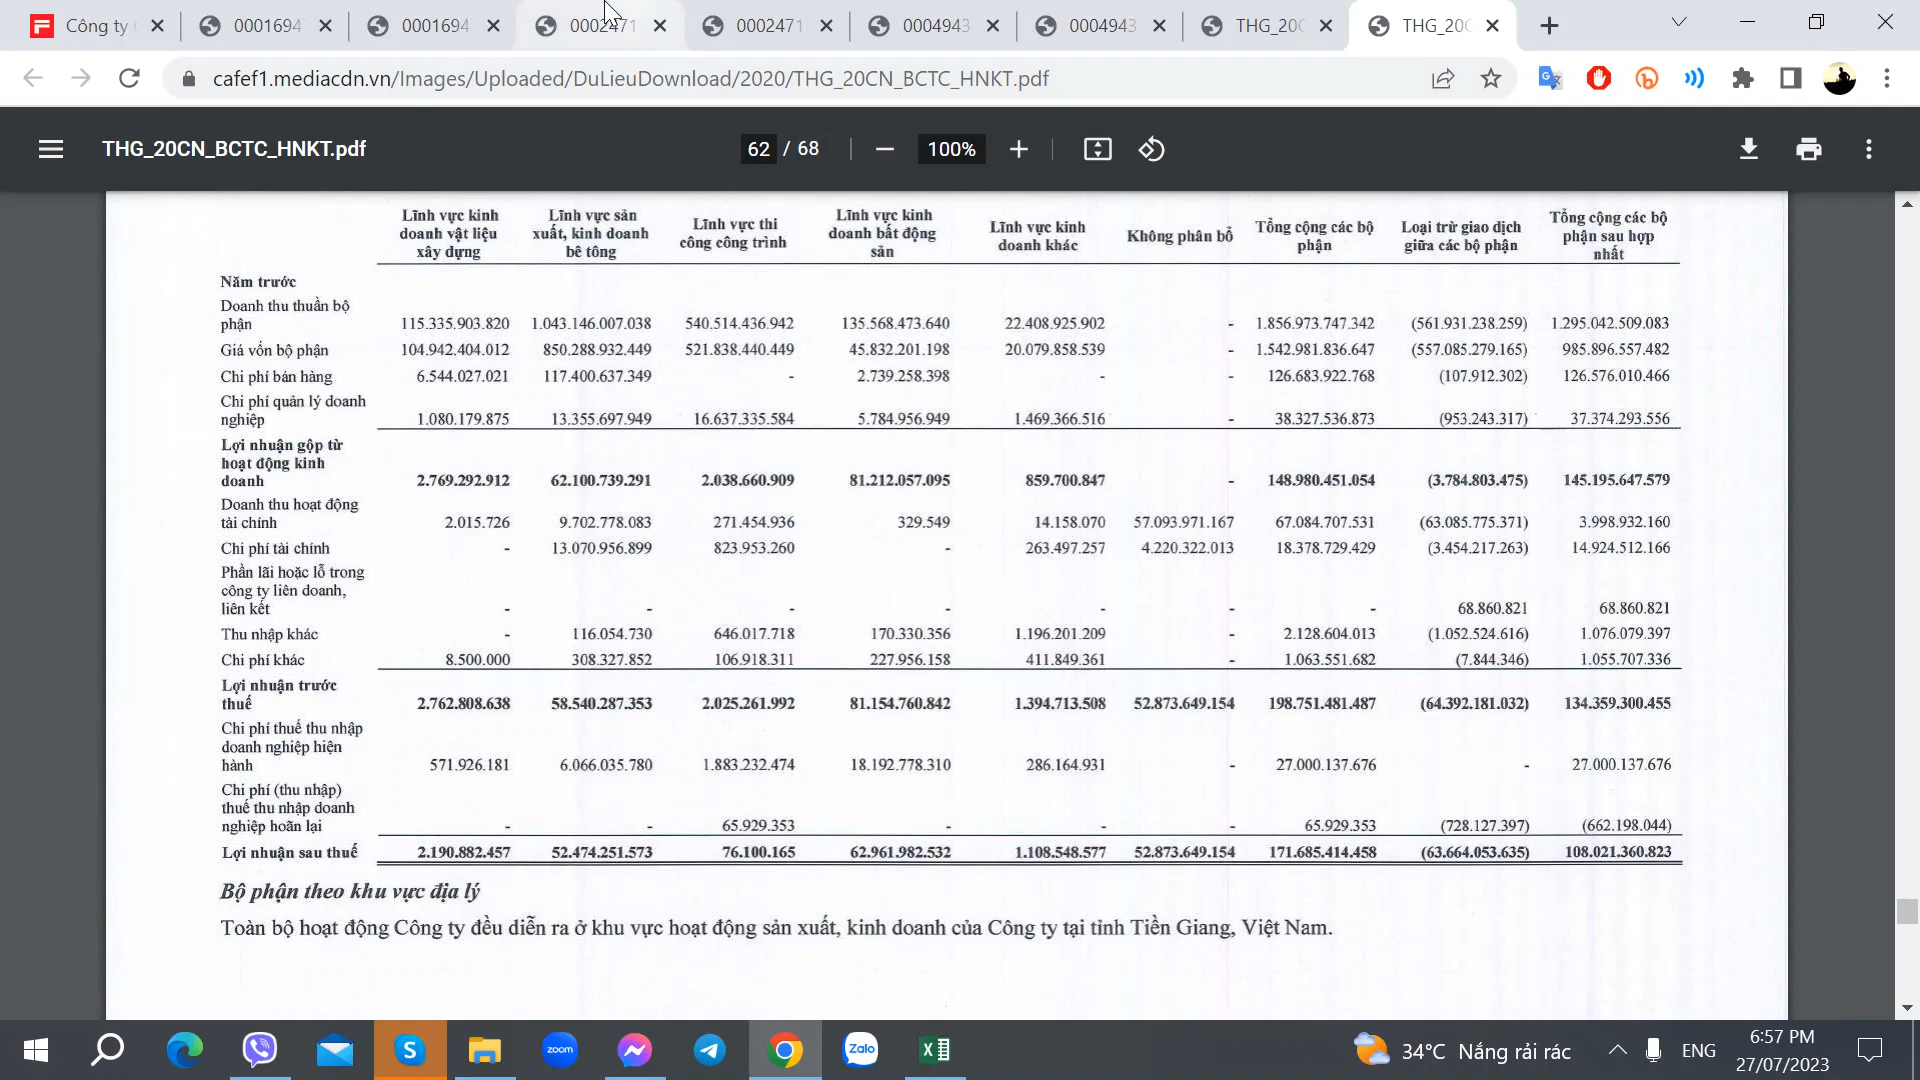 Công ty
0001694
0001694
0002471
0002471
0004943
0004943
THG_20C
THG_20C
cafef1.mediacdn.vn/Images/Uploaded/DuLieuDownload/2020/THG_20CN_BCTC_HNKT.pdf
THG_20CN_BCTC_HNKT.pdf
62 / 68
100%
Lĩnh vực kinh doanh vật liệu xây dựng Lĩnh vực sản xuất, kinh doanh bê tông Lĩnh vực thi công công trình Lĩnh vực kinh doanh bất động sản Lĩnh vực kinh doanh khác Không phân bổ Tổng cộng các bộ phận Loại trừ giao dịch giữa các bộ phận Tổng cộng các bộ phận sau hợp nhất
Năm trước
Doanh thu thuần bộ
phận 115.335.903.820 1.043.146.007.038 540.514.436.942 135.568.473.640 22.408.925.902 - 1.856.973.747.342 (561.931.238.259) 1.295.042.509.083
Giá vốn bộ phận 104.942.404.012 850.288.932.449 521.838.440.449 45.832.201.198 20.079.858.539 - 1.542.981.836.647 (557.085.279.165) 985.896.557.482
Chi phí bán hàng 6.544.027.021 117.400.637.349 - 2.739.258.398 - - 126.683.922.768 (107.912.302) 126.576.010.466
Chi phí quản lý doanh
nghiệp 1.080.179.875 13.355.697.949 16.637.335.584 5.784.956.949 1.469.366.516 - 38.327.536.873 (953.243.317) 37.374.293.556
Lợi nhuận gộp từ
hoạt động kinh
doanh 2.769.292.912 62.100.739.291 2.038.660.909 81.212.057.095 859.700.847 - 148.980.451.054 (3.784.803.475) 145.195.647.579
Doanh thu hoạt động
tài chính 2.015.726 9.702.778.083 271.454.936 329.549 14.158.070 57.093.971.167 67.084.707.531 (63.085.775.371) 3.998.932.160
Chi phí tài chính - 13.070.956.899 823.953.260 - 263.497.257 4.220.322.013 18.378.729.429 (3.454.217.263) 14.924.512.166
Phần lãi hoặc lỗ trong
công ty liên doanh,
liên kết - - - - - - - 68.860.821 68.860.821
Thu nhập khác - 116.054.730 646.017.718 170.330.356 1.196.201.209 - 2.128.604.013 (1.052.524.616) 1.076.079.397
Chi phí khác 8.500.000 308.327.852 106.918.311 227.956.158 411.849.361 - 1.063.551.682 (7.844.346) 1.055.707.336
Lợi nhuận trước
thuế 2.762.808.638 58.540.287.353 2.025.261.992 81.154.760.842 1.394.713.508 52.873.649.154 198.751.481.487 (64.392.181.032) 134.359.300.455
Chi phí thuế thu nhập
doanh nghiệp hiện
hành 571.926.181 6.066.035.780 1.883.232.474 18.192.778.310 286.164.931 - 27.000.137.676 - 27.000.137.676
Chi phí (thu nhập)
thuế thu nhập doanh
nghiệp hoãn lại - - 65.929.353 - - - 65.929.353 (728.127.397) (662.198.044)
Lợi nhuận sau thuế 2.190.882.457 52.474.251.573 76.100.165 62.961.982.532 1.108.548.577 52.873.649.154 171.685.414.458 (63.664.053.635) 108.021.360.823
Bộ phận theo khu vực địa lý
Toàn bộ hoạt động Công ty đều diễn ra ở khu vực hoạt động sản xuất, kinh doanh của Công ty tại tỉnh Tiền Giang, Việt Nam.
zoom
Zalo
34°C Nắng rải rác
ENG
6:57 PM
27/07/2023